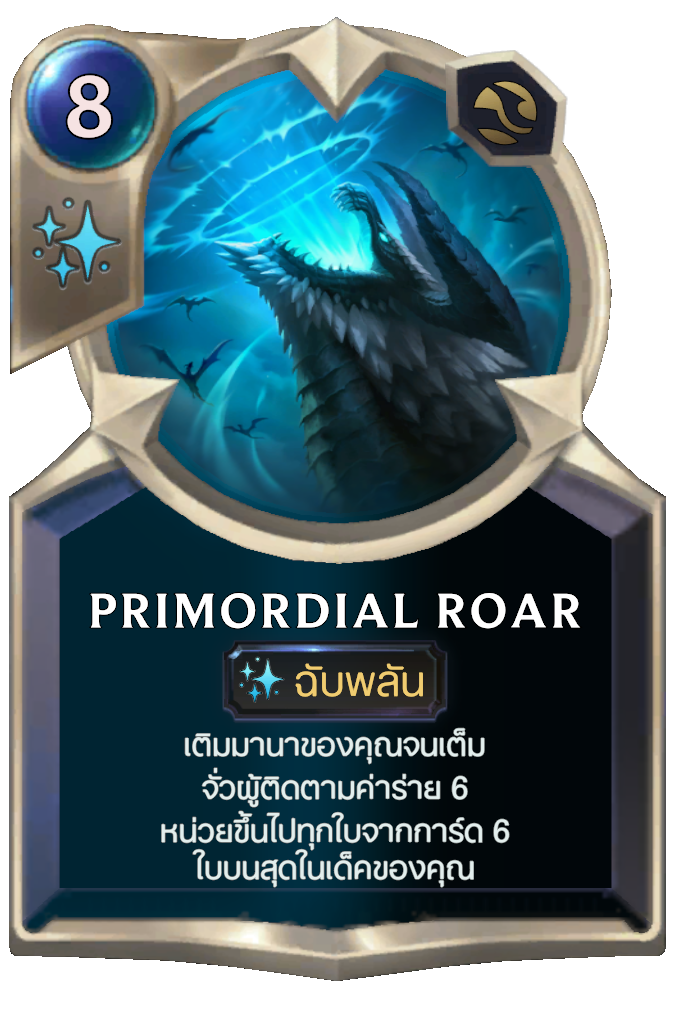 8
PRIMORDIAL ROAR
ฉับพลัน
เติมมานาของคุณจนเต็ม
จั่วผู้ติดตามค่าร่าย 6
หน่วยขึ้นไปทุกใบจากการ์ด 6
ใบบนสุดในเด็คของคุณ